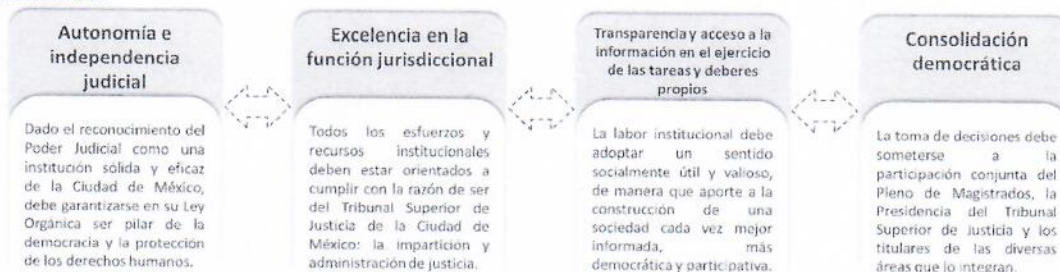 Autonomía e
independencia
judicial
Dado el reconocimiento del
Poder Judicial como una
institución sólida y eficaz
de la Ciudad de México,
debe garantizarse en su Ley
Orgánica ser pilar de la
democracia y la protección
de los derechos humanos.
Excelencia en la
función jurisdiccional
Todos los esfuerzos y
recursos institucionales
deben estar orientados a
cumplir con la razón de ser
del Tribunal Superior de
Justicia de la Ciudad de
México: la impartición y
administración de justicia.
Transparencia y acceso a la
información en el ejercicio
de las tareas y deberes
propios
La labor institucional debe
adoptar un sentido
socialmente útil y valioso,
de manera que aporte a la
construcción de una
sociedad cada vez mejor
informada, más
democrática y participativa.
Consolidación
democrática
La toma de decisiones debe
someterse a la
participación conjunta del
Pleno de Magistrados, la
Presidencia del Tribunal
Superior de Justicia y los
titulares de las diversas
áreas que lo integran.